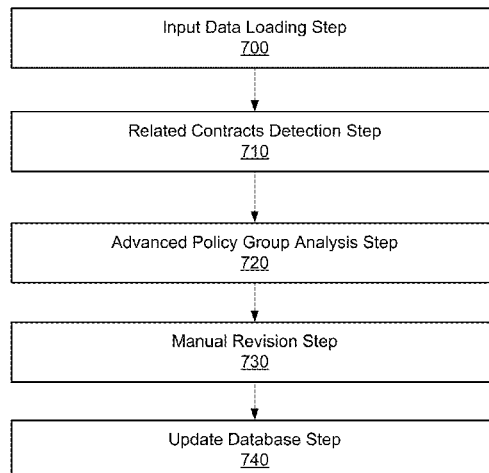 Input Data Loading Step
700
Related Contracts Detection Step
710
Advanced Policy Group Analysis Step
720
Manual Revision Step
730
Update Database Step
740